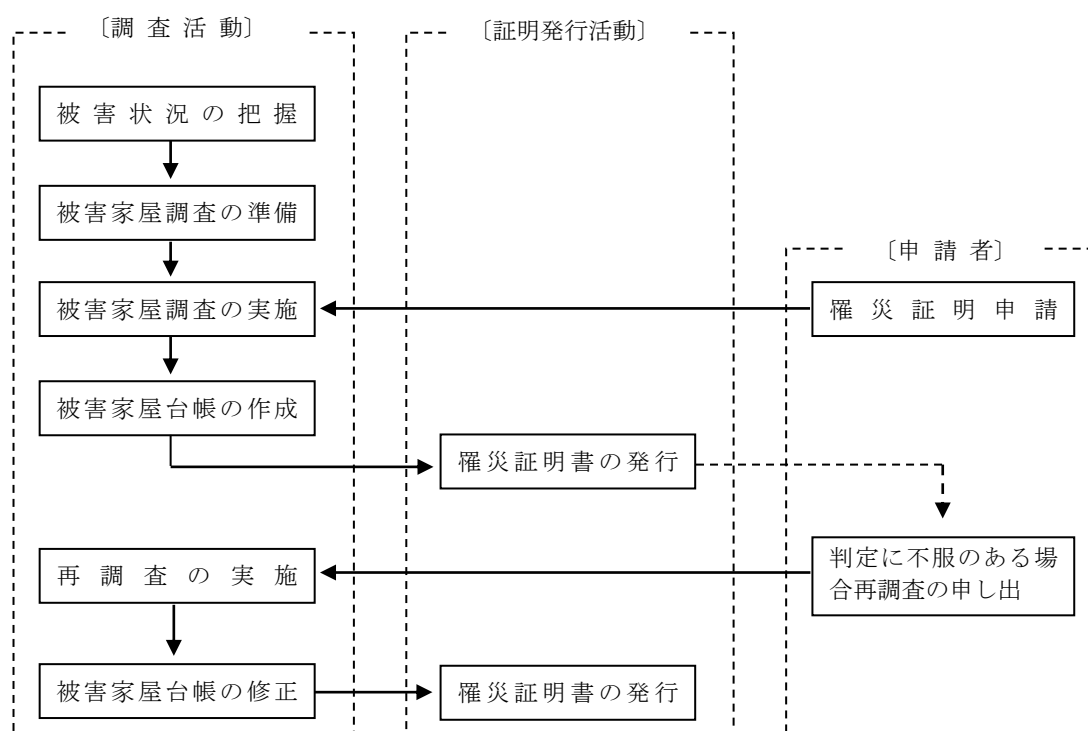 〔調査活動〕
被害状況の把握
被害家屋調査の準備
被害家屋調査の実施
被害家屋台帳の作成
再調査の実施
被害家屋台帳の修正
〔証明発行活動〕
罹災証明書の発行
罹災証明書の発行
〔申請者〕
罹災証明申請
判定に不服のある場
合再調査の申し出